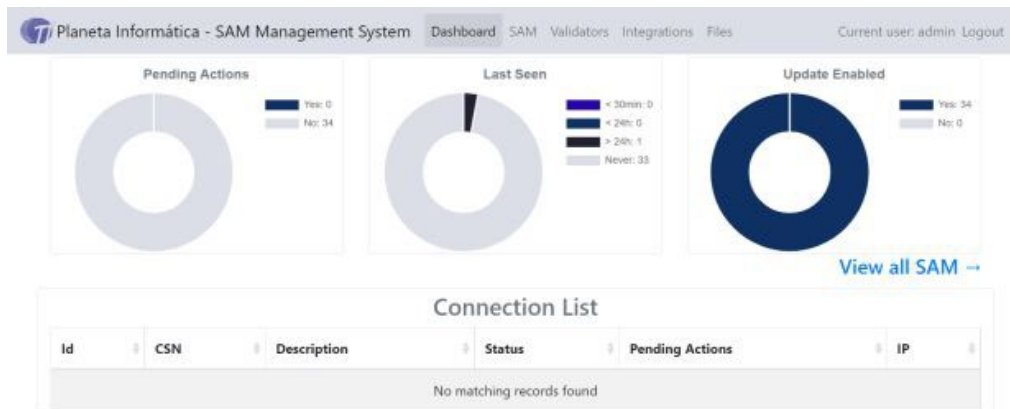 Planeta Informática - SAM Management System Dashboard SAM Validators Integrations Files Current user: admin Logout
Pending Actions
Yes: 0
No: 34
Last Seen
< 30min: 0
< 24h: 0
> 24h: 1
Never: 33
Update Enabled
Yes: 34
No: 0
View all SAM →
Connection List
Id CSN Description Status Pending Actions IP
No matching records found